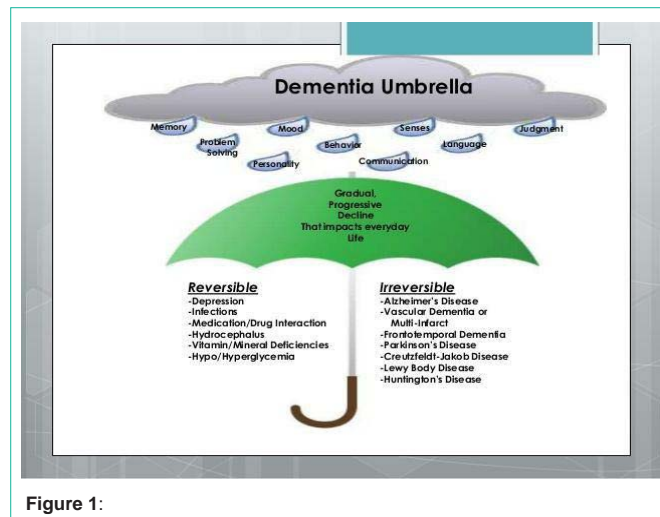 Dementia Umbrella
Memory
Mood
Senses
Judgment
Problem
Solving
Behavior
Language
Personality
Communication
Gradual,
Progressive
Decline
That impacts everyday
Life
Reversible
-Depression
-Infections
-Medication/Drug Interaction
-Hydrocephalus
-Vitamin/Mineral Deficiencies
-Hypo/Hyperglycemia
Irreversible
-Alzheimer's Disease
-Vascular Dementia or
Multi-Infarct
-Frontotemporal Dementia
-Parkinson's Disease
-Creutzfeldt-Jakob Disease
-Lewy Body Disease
-Huntington's Disease
Figure 1: